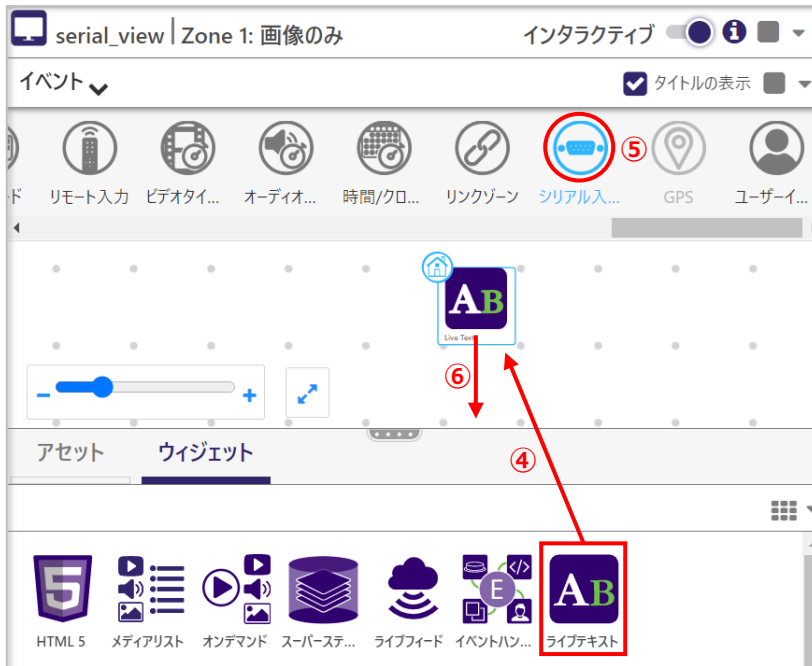 serial_view Zone 1: 画像のみ インタラクティブ
イベント タイトルの表示
ド リモート入力 ビデオタイ... オーディオ... 時間/クロ... リンクゾーン シリアル入... ⑤ GPS ユーザーイ...
AB
Live Text
⑥
－ ＋
アセット ウィジェット
④
5 E </> AB
HTML 5 メディアリスト オンデマンド スーパーステ... ライブフィード イベントハン... ライブテキスト